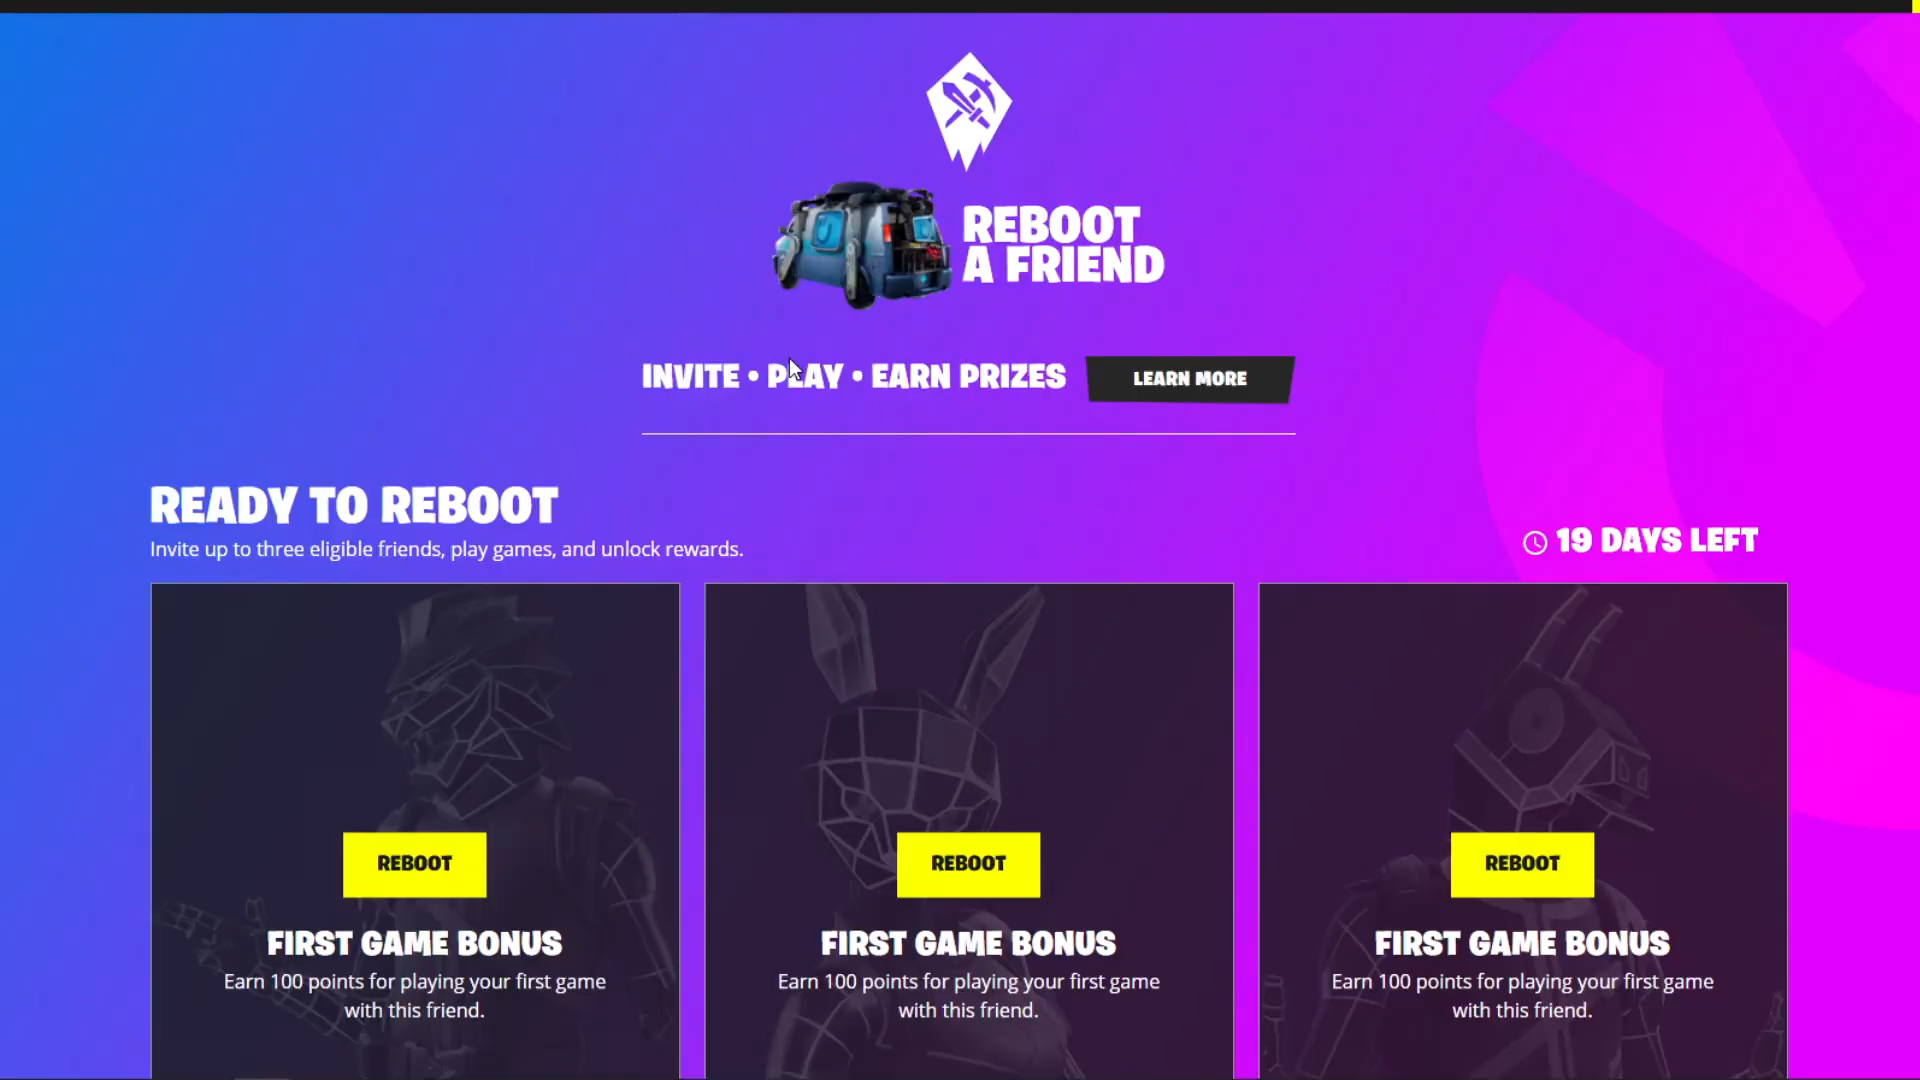 REBOOT
A FRIEND
INVITE • PLAY • EARN PRIZES
LEARN MORE
READY TO REBOOT
Invite up to three eligible friends, play games, and unlock rewards.
19 DAYS LEFT
REBOOT
FIRST GAME BONUS
Earn 100 points for playing your first game
with this friend.
REBOOT
FIRST GAME BONUS
Earn 100 points for playing your first game
with this friend.
REBOOT
FIRST GAME BONUS
Earn 100 points for playing your first game
with this friend.